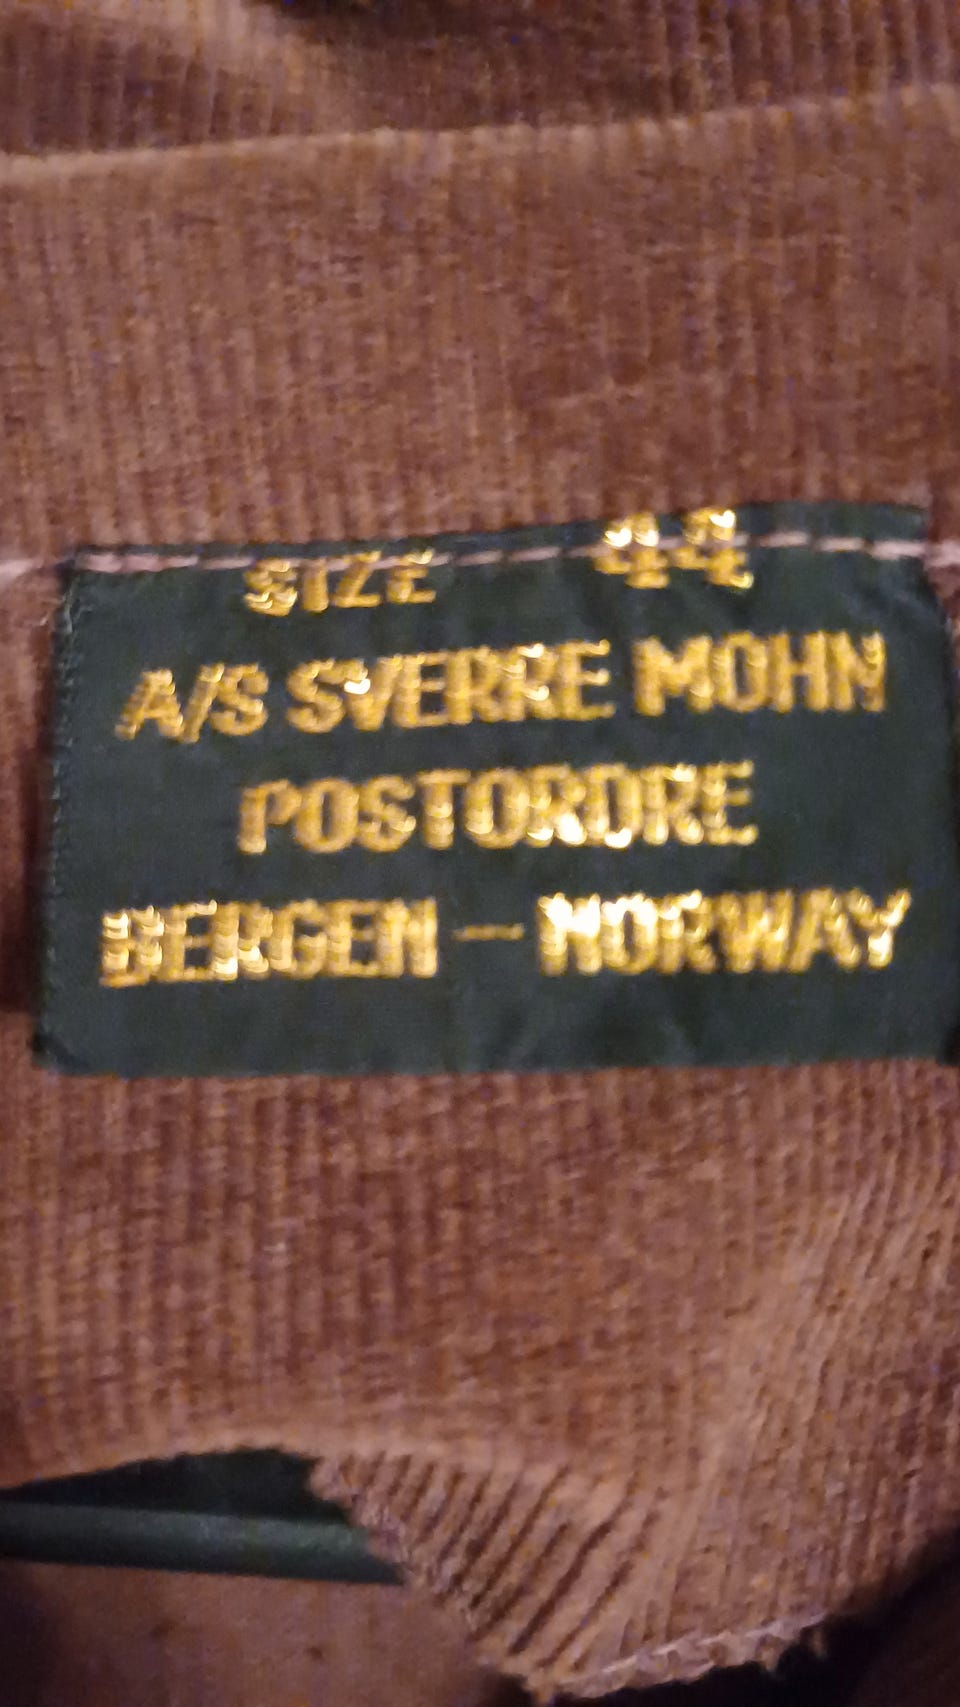 SIZE 44
A/S SVERRE MOHN
POSTORDRE
BERGEN — NORWAY